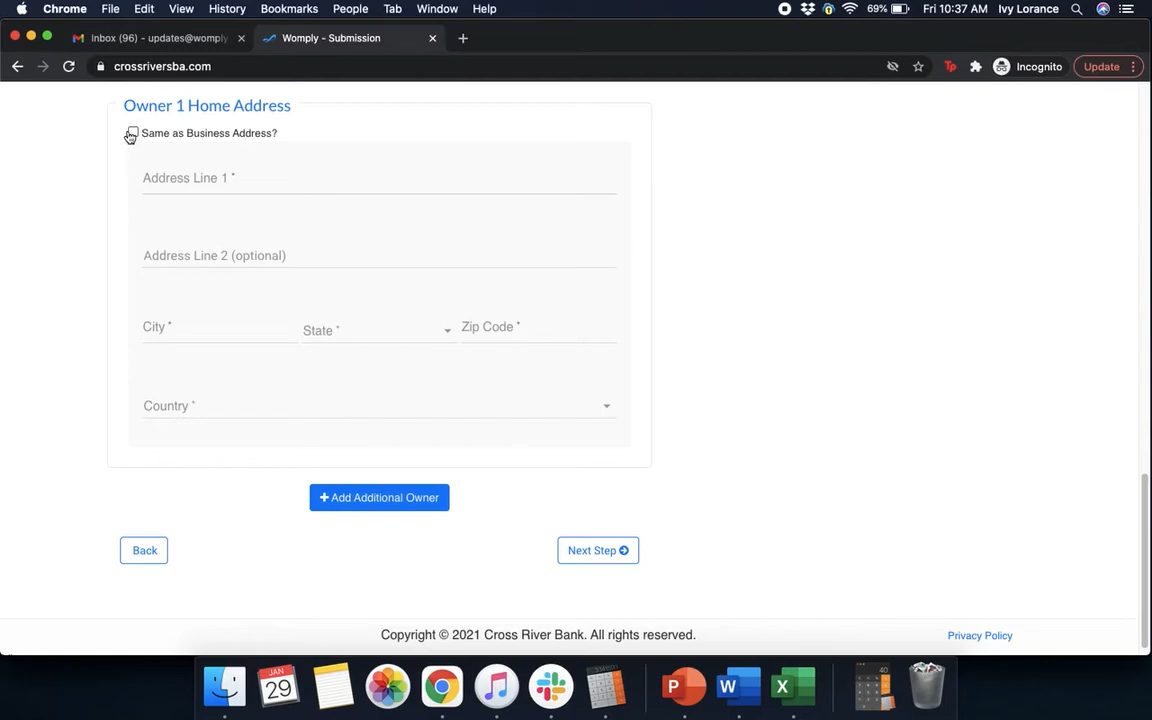 Chrome File Edit View History Bookmarks People Tab Window Help 69% Fri 10:37 AM Ivy Lorance
Inbox (96) - updates@womply Womply - Submission
crossriversba.com Incognito Update
Owner 1 Home Address
Same as Business Address?
Address Line 1 *
Address Line 2 (optional)
City * State * Zip Code *
Country *
Add Additional Owner
Back Next Step
Copyright © 2021 Cross River Bank. All rights reserved. Privacy Policy
JAN
29
P W X 40